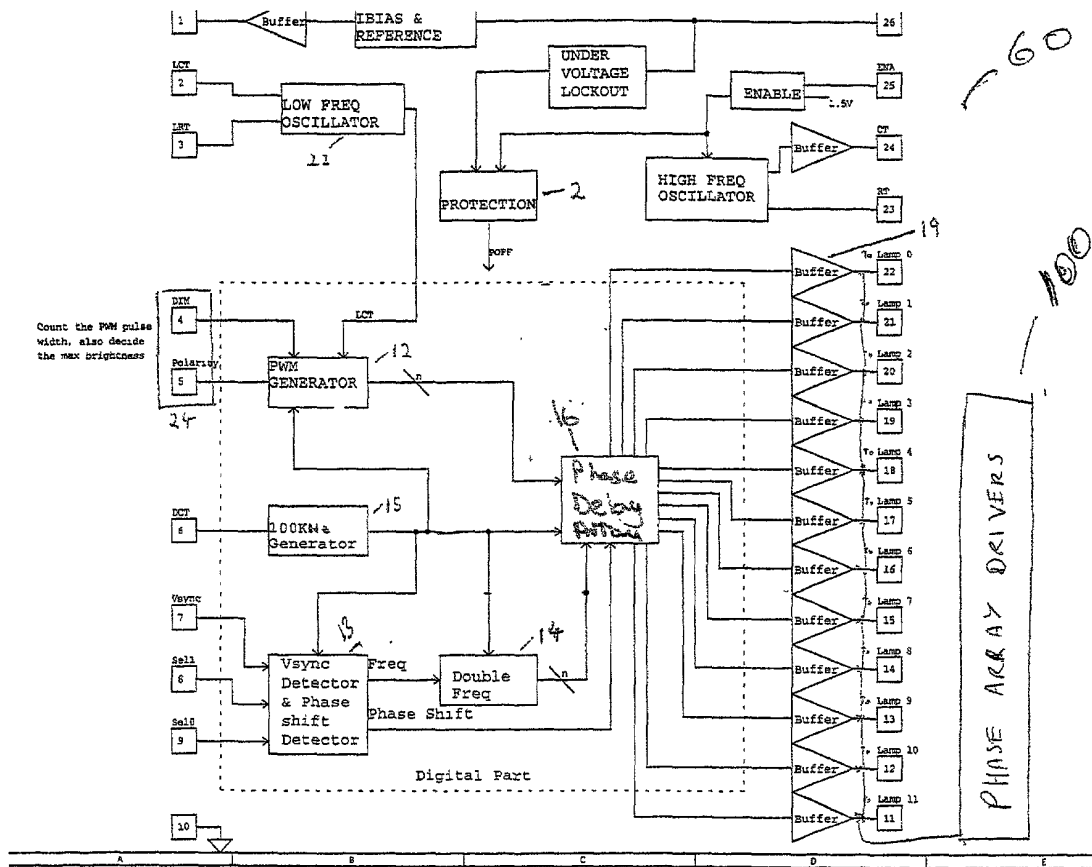 1
Buffer
IBIAS &
REFERENCE
26
60
LCT
2
LOW FREQ
OSCILLATOR
LRT
3
UNDER
VOLTAGE
LOCKOUT
ENA
25
ENABLE
CT
24
Buffer
HIGH FREQ
OSCILLATOR
RT
23
PROTECTION
2
POFF
19
100
To Lamp 0
Buffer
22
Lamp 1
Buffer
21
To Lamp 2
Buffer
20
Lamp 3
Buffer
19
To Lamp 4
Buffer
18
To Lamp 5
Buffer
17
To Lamp 6
Buffer
16
To Lamp 7
Buffer
15
To Lamp 8
Buffer
14
To Lamp 9
Buffer
13
To Lamp 10
Buffer
12
Lamp 11
Buffer
11
PHASE ARRAY DRIVERS
Count the PWM pulse
width, also decide
the max brightness
DIM
4
Polarity
5
24
LCT
PWM
GENERATOR
12
n
16
Phase
Delay
DCT
6
100KHz
Generator
15
Vsync
7
Sel1
Sel0
9
13
Vsync
Detector
& Phase
shift
Detector
Freq
Phase Shift
14
Double
Freq
n
Digital Part
10
A
B
C
D
E